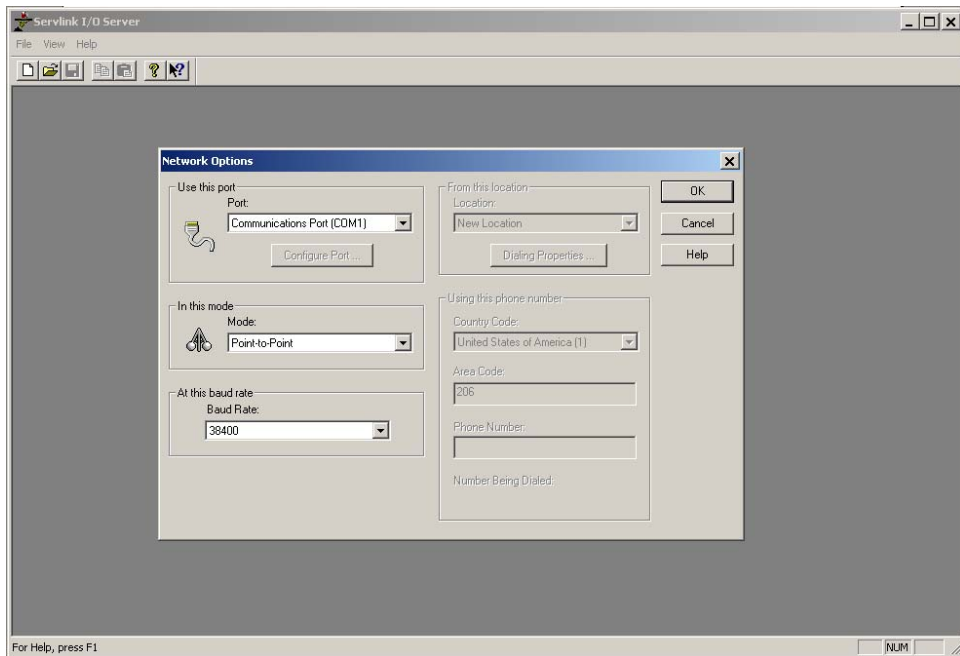 Servlink I/O Server
File View Help
Network Options
Use this port
Port:
Communications Port (COM1)
Configure Port ...
In this mode
Mode:
Point-to-Point
At this baud rate
Baud Rate:
38400
From this location
Location:
New Location
Dialing Properties ...
Using this phone number
Country Code:
United States of America (1)
Area Code:
206
Phone Number:
Number Being Dialed:
OK
Cancel
Help
For Help, press F1
NUM